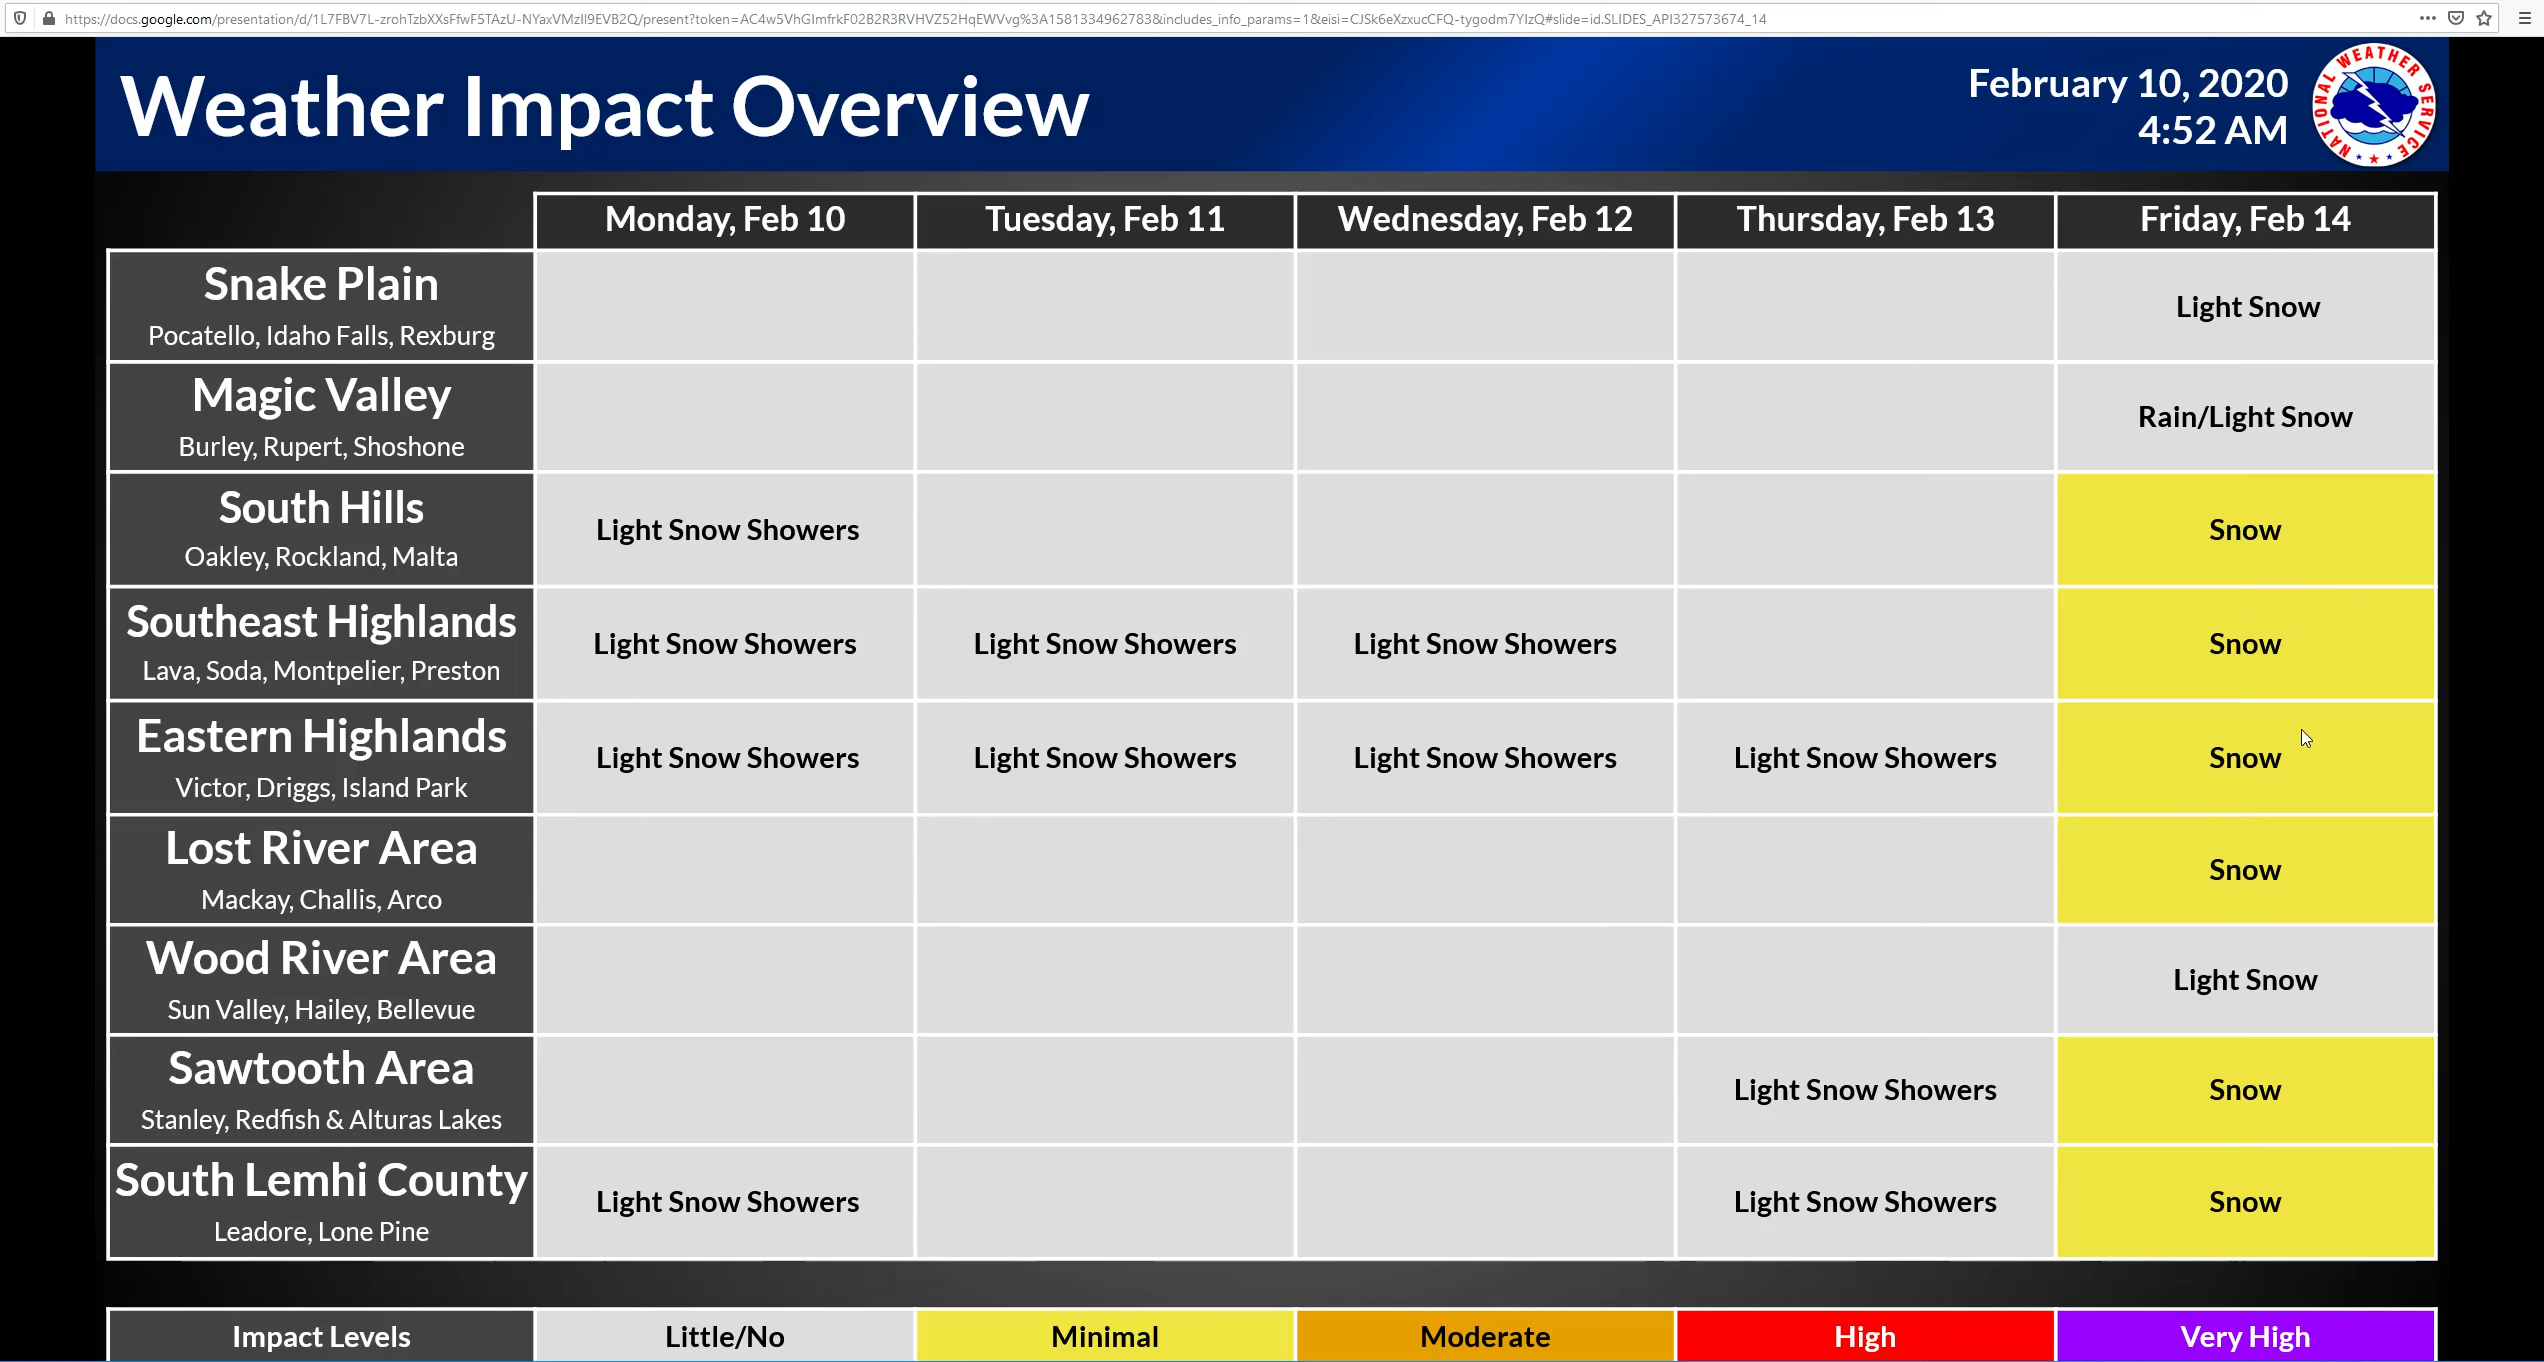 https://docs.google.com/presentation/d/1L7FBV7L-zrohTzbXXsFfwF5TAzU-NYaxVMzIl9EVB2Q/present?token=AC4w5VhGImfrkF02B2R3RVHVZ52HqEWVvg%3A1581334962783&includes_info_params=1&eisi=CJSk6eXzxucCFQ-tygodm7YIzQ#slide=id.SLIDES_API327573674_14
Weather Impact Overview
February 10, 2020
4:52 AM
NATIONAL WEATHER SERVICE
Monday, Feb 10
Tuesday, Feb 11
Wednesday, Feb 12
Thursday, Feb 13
Friday, Feb 14
Snake Plain
Pocatello, Idaho Falls, Rexburg
Light Snow
Magic Valley
Burley, Rupert, Shoshone
Rain/Light Snow
South Hills
Oakley, Rockland, Malta
Light Snow Showers
Snow
Southeast Highlands
Lava, Soda, Montpelier, Preston
Light Snow Showers
Light Snow Showers
Light Snow Showers
Snow
Eastern Highlands
Victor, Driggs, Island Park
Light Snow Showers
Light Snow Showers
Light Snow Showers
Light Snow Showers
Snow
Lost River Area
Mackay, Challis, Arco
Snow
Wood River Area
Sun Valley, Hailey, Bellevue
Light Snow
Sawtooth Area
Stanley, Redfish & Alturas Lakes
Light Snow Showers
Snow
South Lemhi County
Leadore, Lone Pine
Light Snow Showers
Light Snow Showers
Snow
Impact Levels
Little/No
Minimal
Moderate
High
Very High